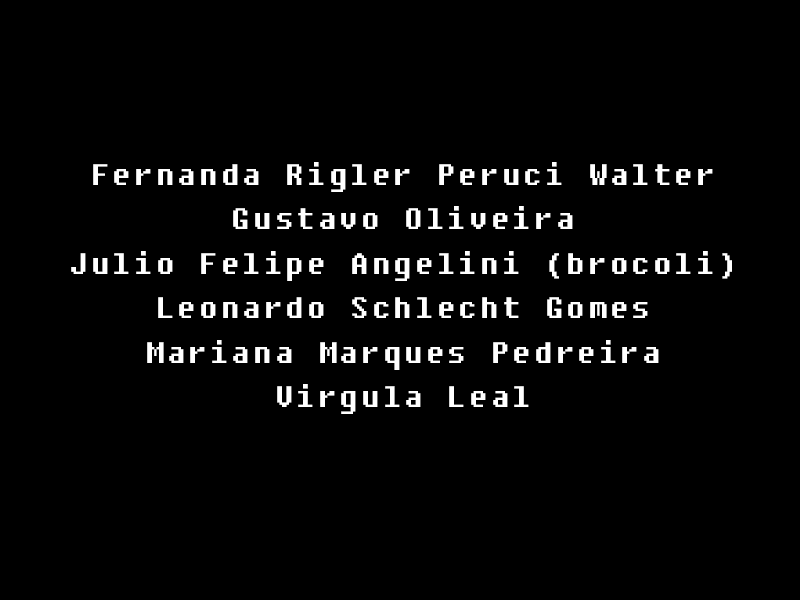 Fernanda Rigler Peruci Walter
Gustavo Oliveira
Julio Felipe Angelini (brocoli)
Leonardo Schlecht Gomes
Mariana Marques Pedreira
Virgula Leal